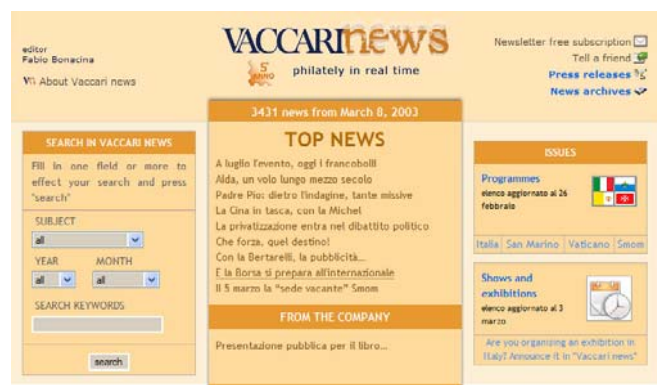 editor
Fabio Bonacina
Vn About Vaccari news
VACCARI news
5 ANNO
philately in real time
Newsletter free subscription
Tell a friend
Press releases
News archives
SEARCH IN VACCARI NEWS
Fill in one field or more to
effect your search and press
"search"
SUBJECT
all
YEAR MONTH
all all
SEARCH KEYWORDS
search
3431 news from March 8, 2003
TOP NEWS
A luglio l'evento, oggi i francobolli
Alda, un volo lungo mezzo secolo
Padre Pio: dietro l'indagine, tante missive
La Cina in tasca, con la Michel
La privatizzazione entra nel dibattito politico
Che forza, quel destino!
Con la Bertarelli, la pubblicità...
E la Borsa si prepara all'internazionale
Il 5 marzo la "sede vacante" Smom
FROM THE COMPANY
Presentazione pubblica per il libro...
ISSUES
Programmes
elenco aggiornato al 26
febbraio
Italia San Marino Vaticano Smom
Shows and
exhibitions
elenco aggiornato al 3
marzo
Are you organizing an exhibition in
Italy? Announce it in "Vaccari news"